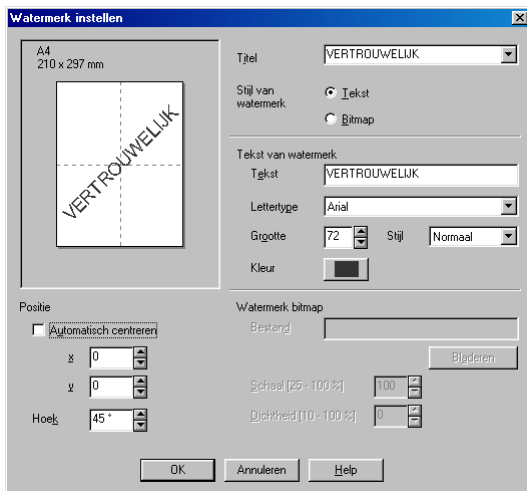 Watermerk instellen
A4
210 x 297 mm
VERTROUWELIJK
Titel VERTROUWELIJK
Stijl van watermerk
Tekst
Bitmap
Tekst van watermerk
Tekst VERTROUWELIJK
Lettertype Arial
Grootte 72 Stijl Normaal
Kleur
Positie
Automatisch centreren
x 0
y 0
Hoek 45 °
Watermerk bitmap
Bestand
Bladeren
Schaal [25 - 100 %] 100
Dichtheid [10 - 100 %] 0
OK Annuleren Help